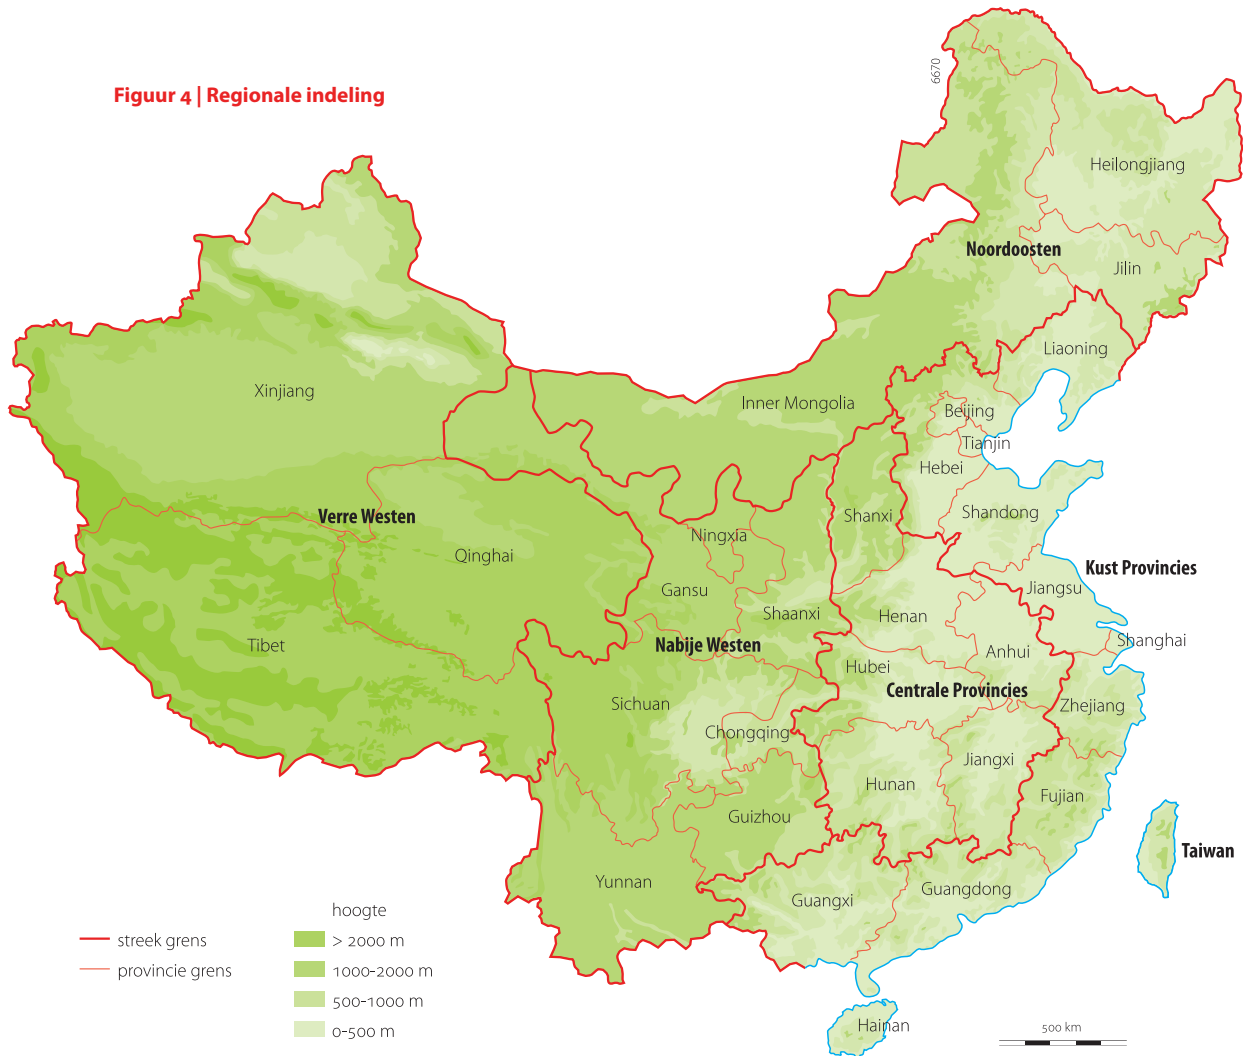 6670
Figuur 4 | Regionale indeling
Heilongjiang
Noordoosten
Jilin
Liaoning
Xinjiang
Inner Mongolia
Beijing
Tianjin
Hebei
Shandong
Shanxi
Verre Westen
Ningxia
Qinghai
Kust Provincies
Gansu
Jiangsu
Shaanxi
Henan
Shanghai
Tibet
Nabije Westen
Anhui
Hubei
Centrale Provincies
Sichuan
Zhejiang
Chongqing
Jiangxi
Hunan
Fujian
Guizhou
Taiwan
Yunnan
Guangdong
Guangxi
Hainan
streek grens
provincie grens
hoogte
> 2000 m
1000-2000 m
500-1000 m
0-500 m
500 km